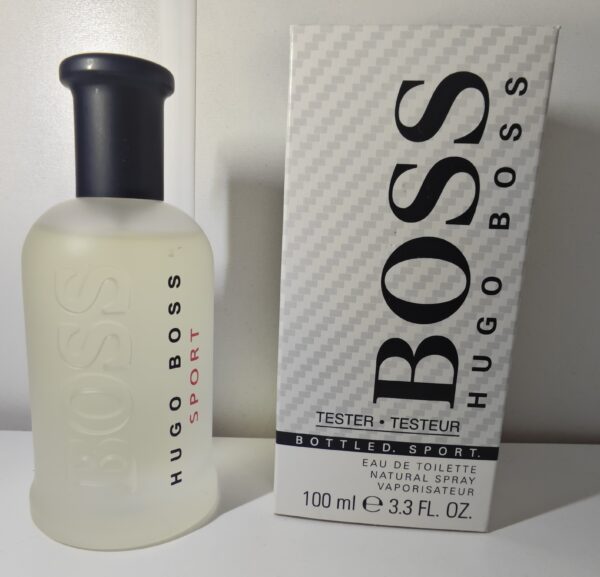 BOSS
HUGO BOSS
SPORT
BOSS
HUGO BOSS
TESTER • TESTEUR
BOTTLED. SPORT.
EAU DE TOILETTE
NATURAL SPRAY
VAPORISATEUR
100 ml ℮ 3.3 FL. OZ.